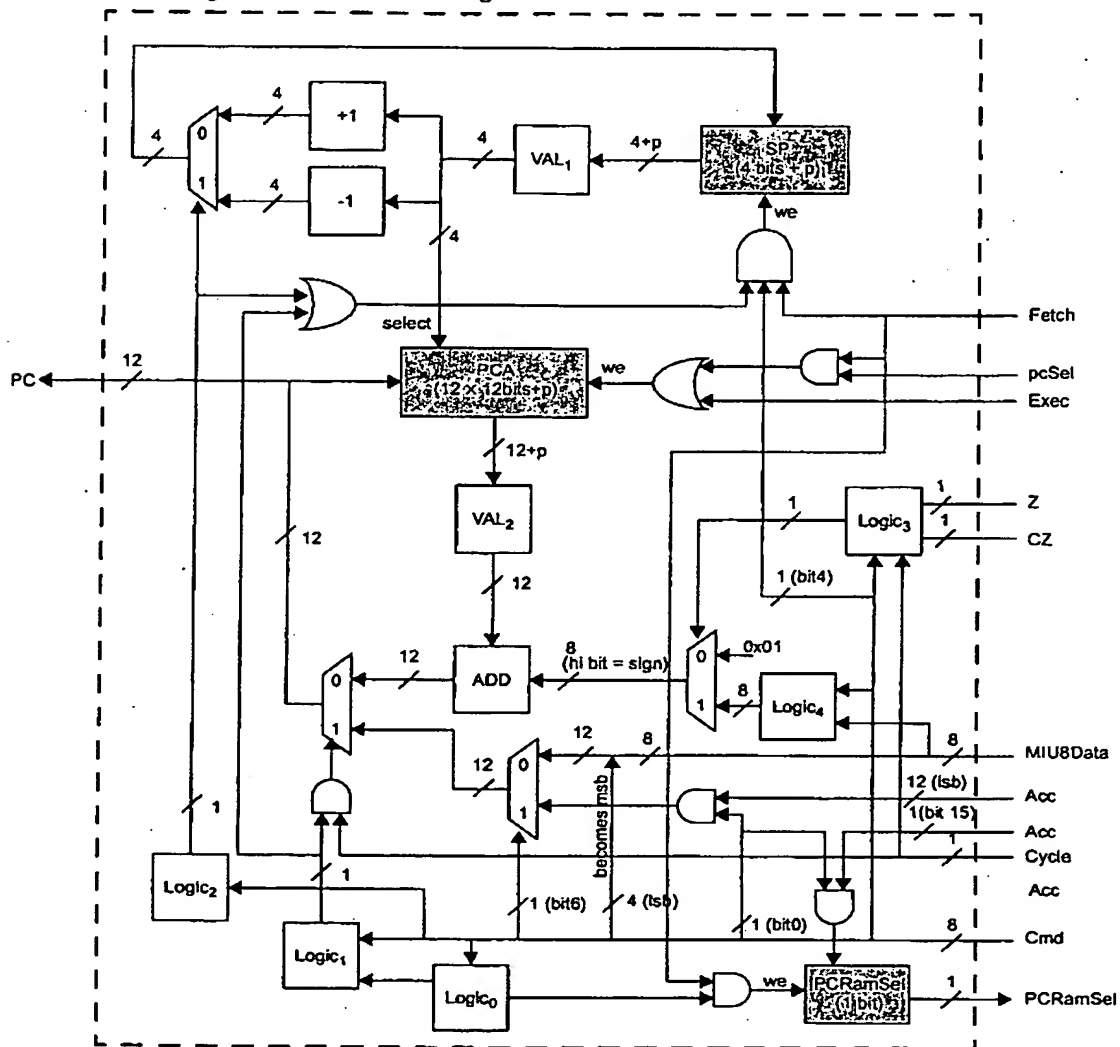 4
+1
4
0
1
4
-1
4
VAL₁
4+p
SP
(4 bits + p)
4
we
select
Fetch
PC
12
PCA
(12 × 12bits+p)
we
pcSel
Exec
12+p
VAL₂
12
12
1
Logic₃
1
Z
1
CZ
1 (bit4)
0
1
12
ADD
8
(hi bit = sign)
0
1
0x01
8
Logic₄
12
0
1
12
8
8
MIU8Data
becomes msb
12 (lsb)
Acc
1(bit 15)
Acc
1
Cycle
Acc
1
Logic₂
1
1 (bit6)
4 (lsb)
1 (bit0)
8
Cmd
Logic₁
Logic₀
we
PCRamSel
(1 bit)
1
PCRamSel